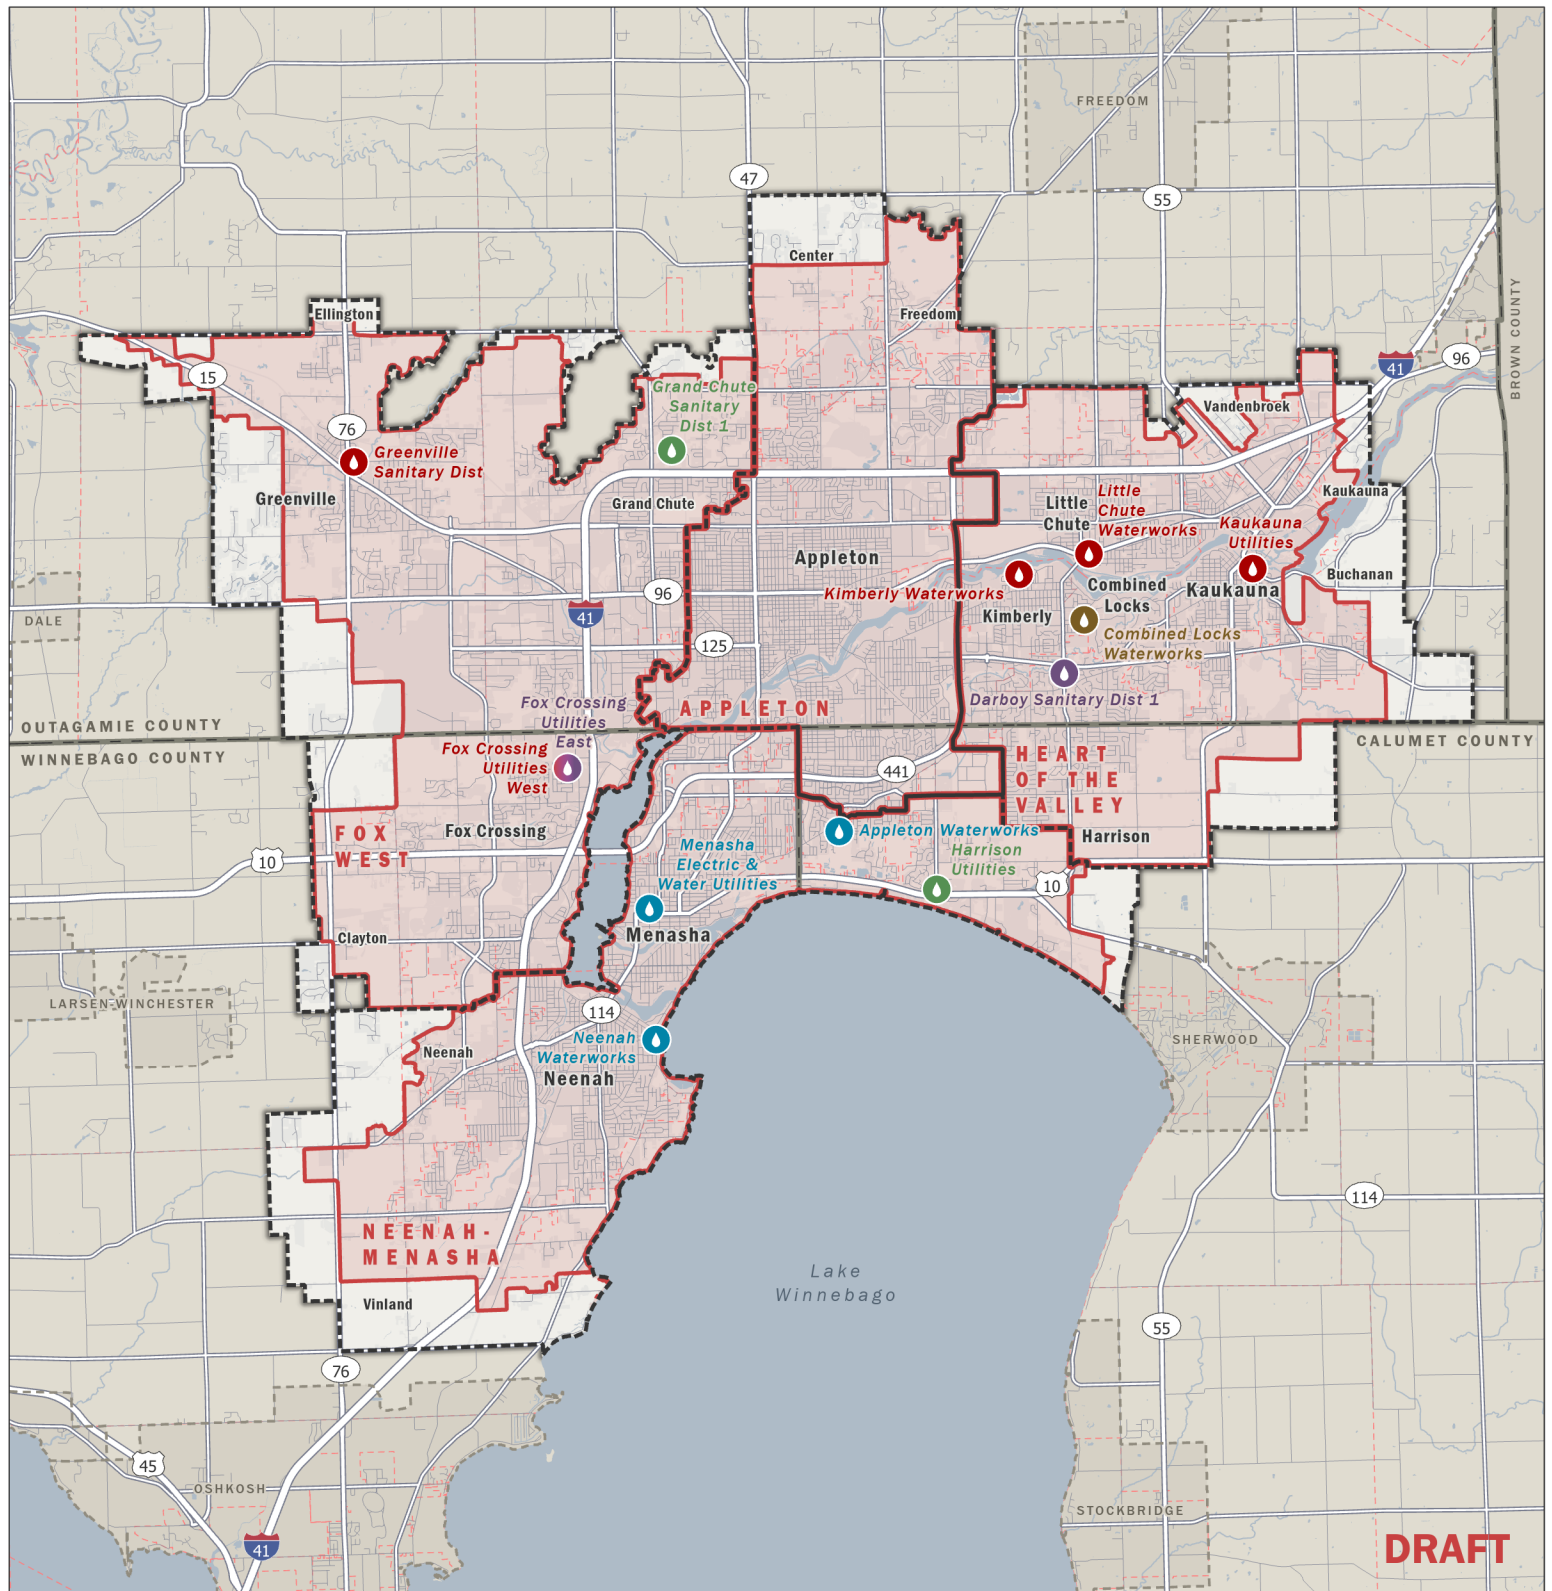 FREEDOM
47
55
Center
Ellington
Freedom
BROWN COUNTY
15
41
96
Grand Chute
Sanitary
Dist 1
Vandenbroek
76
Greenville
Sanitary Dist
Greenville
Grand Chute
Little
Chute
Little
Chute
Waterworks
Kaukauna
Kaukauna
Utilities
Appleton
Kimberly Waterworks
Combined
Locks
Kaukauna
Buchanan
96
41
Kimberly
DALE
Combined Locks
Waterworks
125
Darboy Sanitary Dist 1
Fox Crossing
Utilities
East
APPLETON
OUTAGAMIE COUNTY
WINNEBAGO COUNTY
CALUMET COUNTY
Fox Crossing
Utilities
West
HEART
OF THE
VALLEY
441
FOX
WEST
Fox Crossing
Appleton Waterworks
Harrison
10
Menasha
Electric &
Water Utilities
Harrison
Utilities
10
Menasha
Clayton
LARSEN-WINCHESTER
114
Neenah
Waterworks
Neenah
Neenah
SHERWOOD
114
NEENAH-
MENASHA
Lake
Winnebago
Vinland
55
76
45
OSHKOSH
STOCKBRIDGE
41
DRAFT